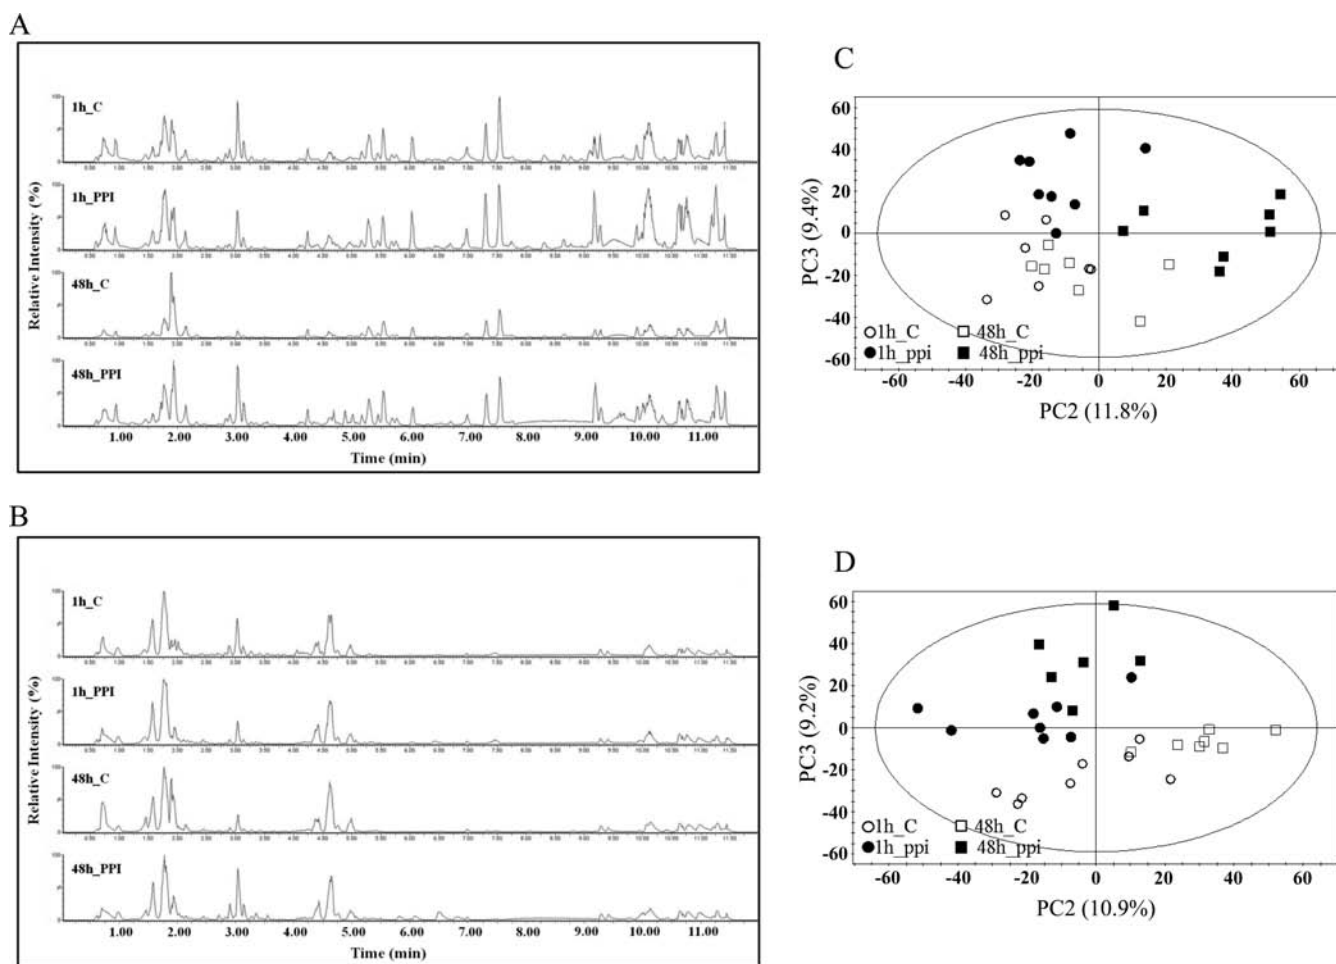 A
1h_C
1h_PPI
48h_C
48h_PPI
Relative Intensity (%)
1.00 2.00 3.00 4.00 5.00 6.00 7.00 8.00 9.00 10.00 11.00
Time (min)
C
60
40
20
0
-20
-40
-60
PC3 (9.4%)
1h_C 48h_C
1h_ppi 48h_ppi
-60 -40 -20 0 20 40 60
PC2 (11.8%)
B
1h_C
1h_PPI
48h_C
48h_PPI
Relative Intensity (%)
1.00 2.00 3.00 4.00 5.00 6.00 7.00 8.00 9.00 10.00 11.00
Time (min)
D
60
40
20
0
-20
-40
-60
PC3 (9.2%)
1h_C 48h_C
1h_ppi 48h_ppi
-60 -40 -20 0 20 40 60
PC2 (10.9%)